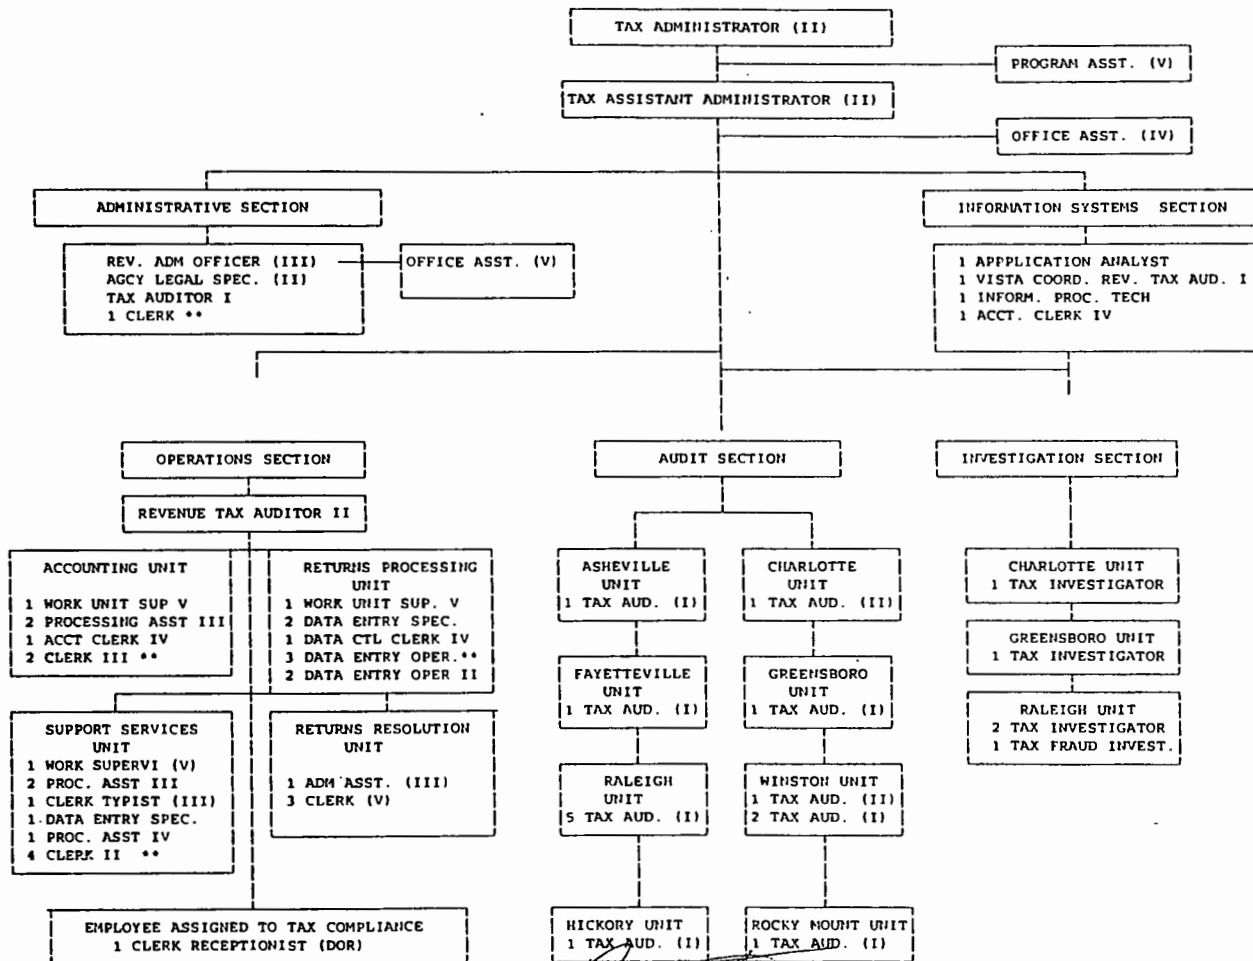 TAX ADMINISTRATOR (II)
PROGRAM ASST. (V)
TAX ASSISTANT ADMINISTRATOR (II)
OFFICE ASST. (IV)
ADMINISTRATIVE SECTION
INFORMATION SYSTEMS SECTION
REV. ADM OFFICER (III)
AGCY LEGAL SPEC. (II)
TAX AUDITOR I
1 CLERK **
OFFICE ASST. (V)
1 APPPLICATION ANALYST
1 VISTA COORD. REV. TAX AUD. I
1 INFORM. PROC. TECH
1 ACCT. CLERK IV
OPERATIONS SECTION
AUDIT SECTION
INVESTIGATION SECTION
REVENUE TAX AUDITOR II
ACCOUNTING UNIT
1 WORK UNIT SUP V
2 PROCESSING ASST III
1 ACCT CLERK IV
2 CLERK III **
RETURNS PROCESSING
UNIT
1 WORK UNIT SUP. V
2 DATA ENTRY SPEC.
1 DATA CTL CLERK IV
3 DATA ENTRY OPER.**
2 DATA ENTRY OPER II
SUPPORT SERVICES
UNIT
1 WORK SUPERVI (V)
2 PROC. ASST III
1 CLERK TYPIST (III)
1 DATA ENTRY SPEC.
1 PROC. ASST IV
4 CLERK II **
RETURNS RESOLUTION
UNIT
1 ADM ASST. (III)
3 CLERK (V)
EMPLOYEE ASSIGNED TO TAX COMPLIANCE
1 CLERK RECEPTIONIST (DOR)
ASHEVILLE
UNIT
1 TAX AUD. (I)
CHARLOTTE
UNIT
1 TAX AUD. (II)
FAYETTEVILLE
UNIT
1 TAX AUD. (I)
GREENSBORO
UNIT
1 TAX AUD. (I)
RALEIGH
UNIT
5 TAX AUD. (I)
WINSTON UNIT
1 TAX AUD. (II)
2 TAX AUD. (I)
HICKORY UNIT
1 TAX AUD. (I)
ROCKY MOUNT UNIT
1 TAX AUD. (I)
CHARLOTTE UNIT
1 TAX INVESTIGATOR
GREENSBORO UNIT
1 TAX INVESTIGATOR
RALEIGH UNIT
2 TAX INVESTIGATOR
1 TAX FRAUD INVEST.